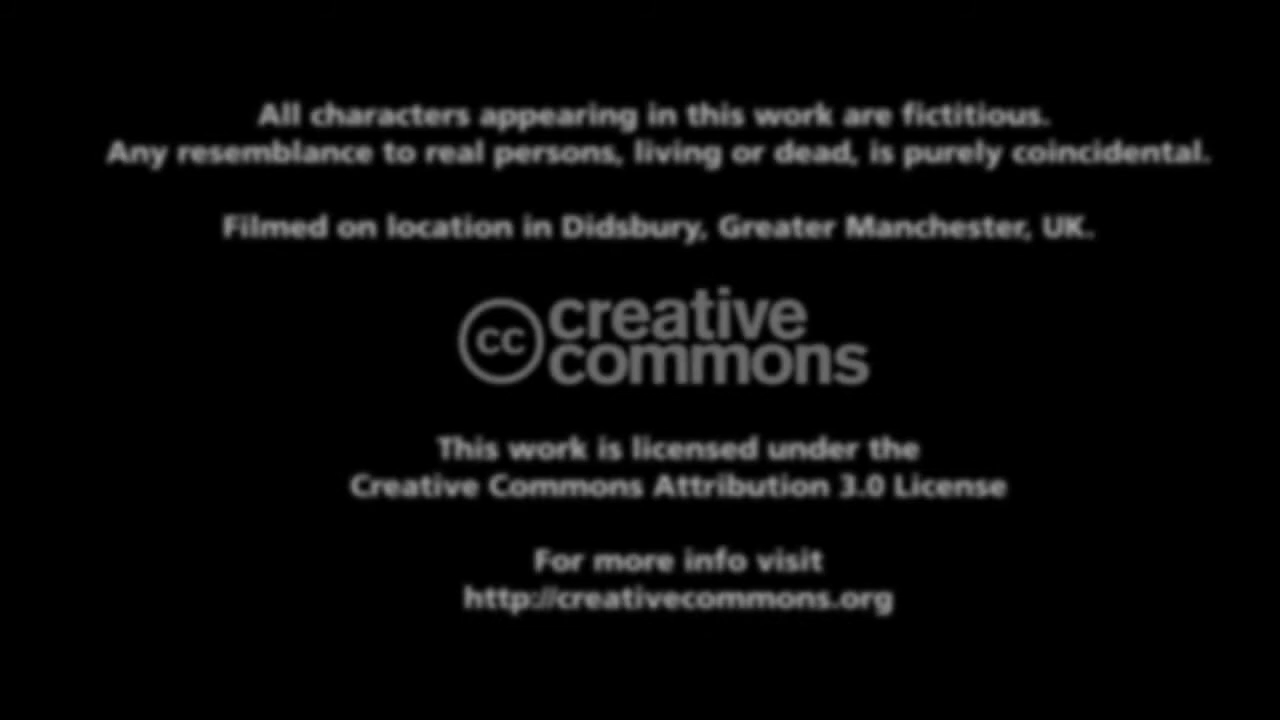 All characters appearing in this work are fictitious.
Any resemblance to real persons, living or dead, is purely coincidental.
Filmed on location in Didsbury, Greater Manchester, UK.
cc creative
commons
This work is licensed under the
Creative Commons Attribution 3.0 License
For more info visit
http://creativecommons.org